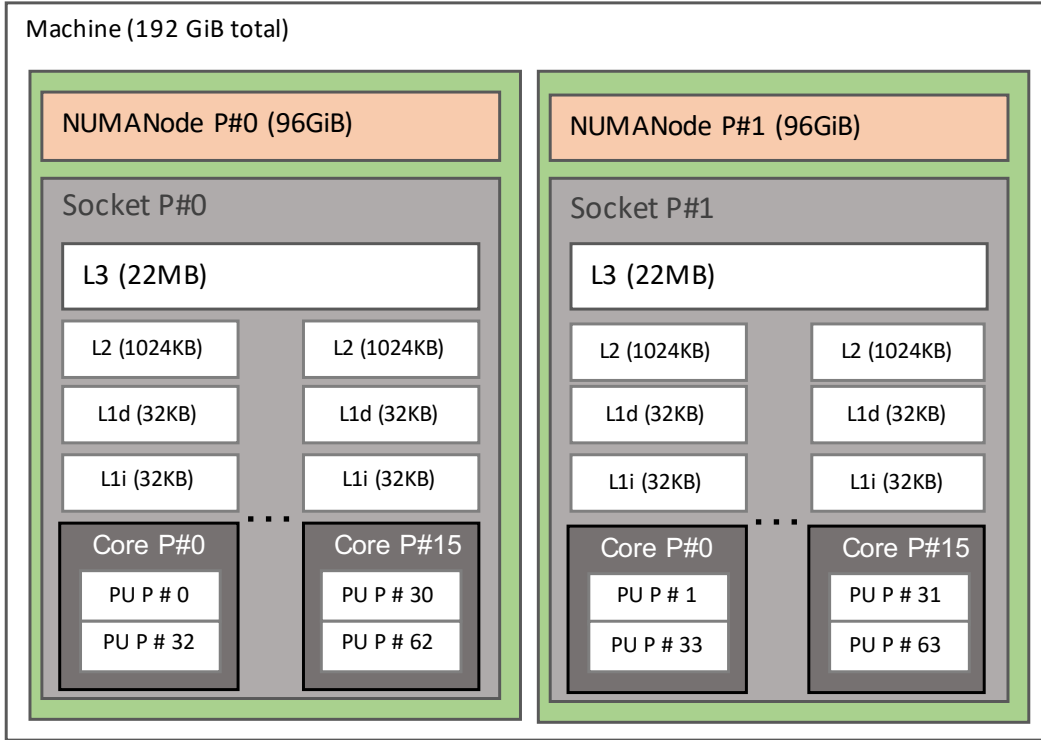 Machine (192 GiB total)
NUMANode P#0 (96GiB)
Socket P#0
L3 (22MB)
L2 (1024KB)
L2 (1024KB)
L1d (32KB)
L1d (32KB)
L1i (32KB)
L1i (32KB)
...
Core P#0
PU P # 0
PU P # 32
Core P#15
PU P # 30
PU P # 62
NUMANode P#1 (96GiB)
Socket P#1
L3 (22MB)
L2 (1024KB)
L2 (1024KB)
L1d (32KB)
L1d (32KB)
L1i (32KB)
L1i (32KB)
...
Core P#0
PU P # 1
PU P # 33
Core P#15
PU P # 31
PU P # 63